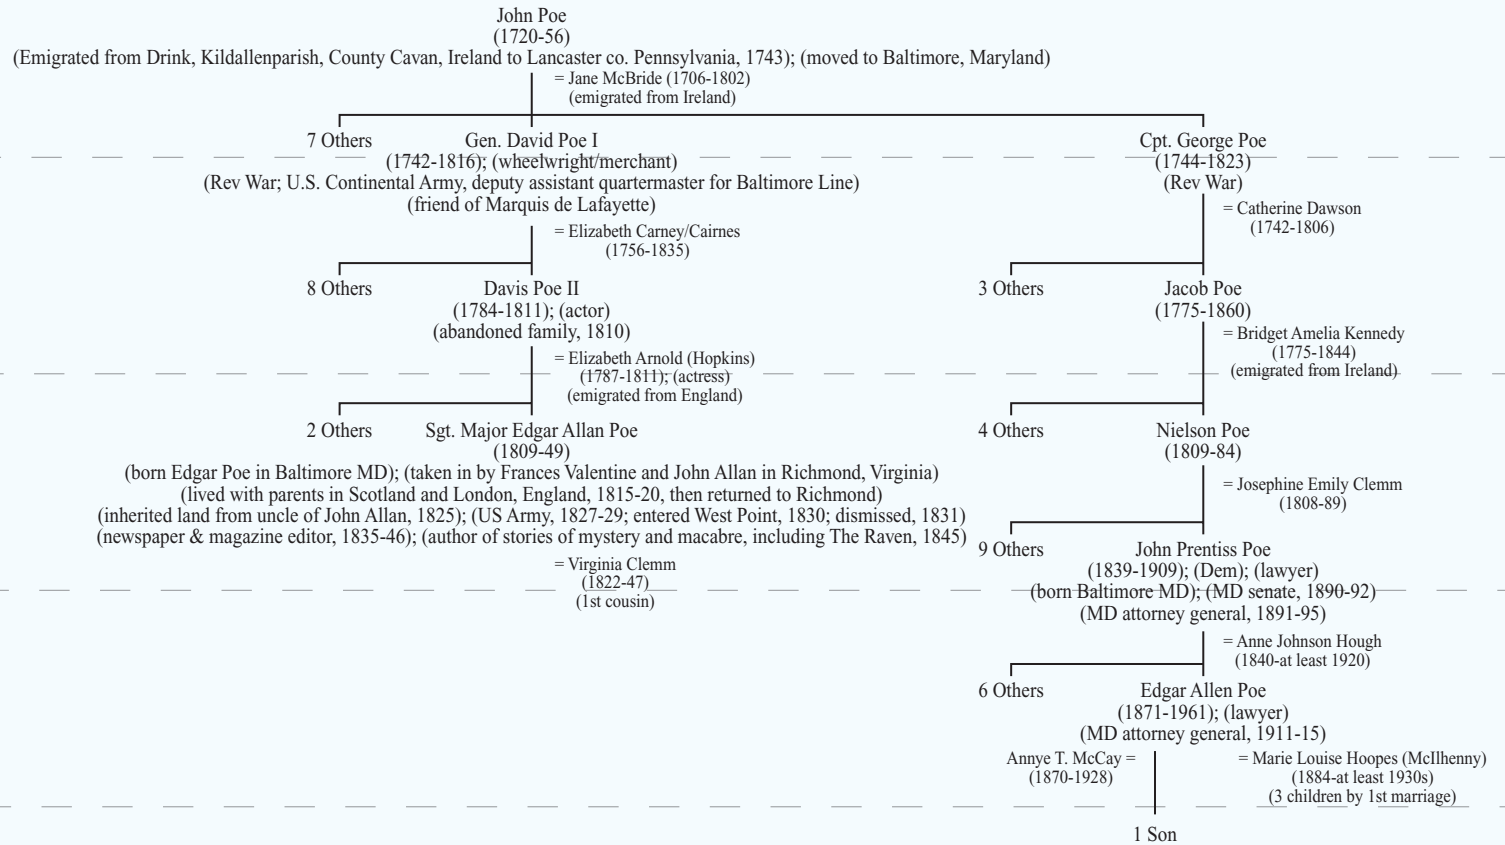 John Poe
(1720-56)
(Emigrated from Drink, Kildallenparish, County Cavan, Ireland to Lancaster co. Pennsylvania, 1743); (moved to Baltimore, Maryland)
= Jane McBride (1706-1802)
(emigrated from Ireland)
7 Others
Gen. David Poe I
(1742-1816); (wheelwright/merchant)
(Rev War; U.S. Continental Army, deputy assistant quartermaster for Baltimore Line)
(friend of Marquis de Lafayette)
Cpt. George Poe
(1744-1823)
(Rev War)
= Elizabeth Carney/Cairnes
(1756-1835)
= Catherine Dawson
(1742-1806)
8 Others
Davis Poe II
(1784-1811); (actor)
(abandoned family, 1810)
3 Others
Jacob Poe
(1775-1860)
= Elizabeth Arnold (Hopkins)
(1787-1811); (actress)
(emigrated from England)
= Bridget Amelia Kennedy
(1775-1844)
(emigrated from Ireland)
2 Others
Sgt. Major Edgar Allan Poe
(1809-49)
(born Edgar Poe in Baltimore MD); (taken in by Frances Valentine and John Allan in Richmond, Virginia)
(lived with parents in Scotland and London, England, 1815-20, then returned to Richmond)
(inherited land from uncle of John Allan, 1825); (US Army, 1827-29; entered West Point, 1830; dismissed, 1831)
(newspaper & magazine editor, 1835-46); (author of stories of mystery and macabre, including The Raven, 1845)
4 Others
Nielson Poe
(1809-84)
= Josephine Emily Clemm
(1808-89)
= Virginia Clemm
(1822-47)
(1st cousin)
9 Others
John Prentiss Poe
(1839-1909); (Dem); (lawyer)
(born Baltimore MD); (MD senate, 1890-92)
(MD attorney general, 1891-95)
= Anne Johnson Hough
(1840-at least 1920)
6 Others
Edgar Allen Poe
(1871-1961); (lawyer)
(MD attorney general, 1911-15)
Annye T. McCay =
(1870-1928)
= Marie Louise Hoopes (McIlhenny)
(1884-at least 1930s)
(3 children by 1st marriage)
1 Son